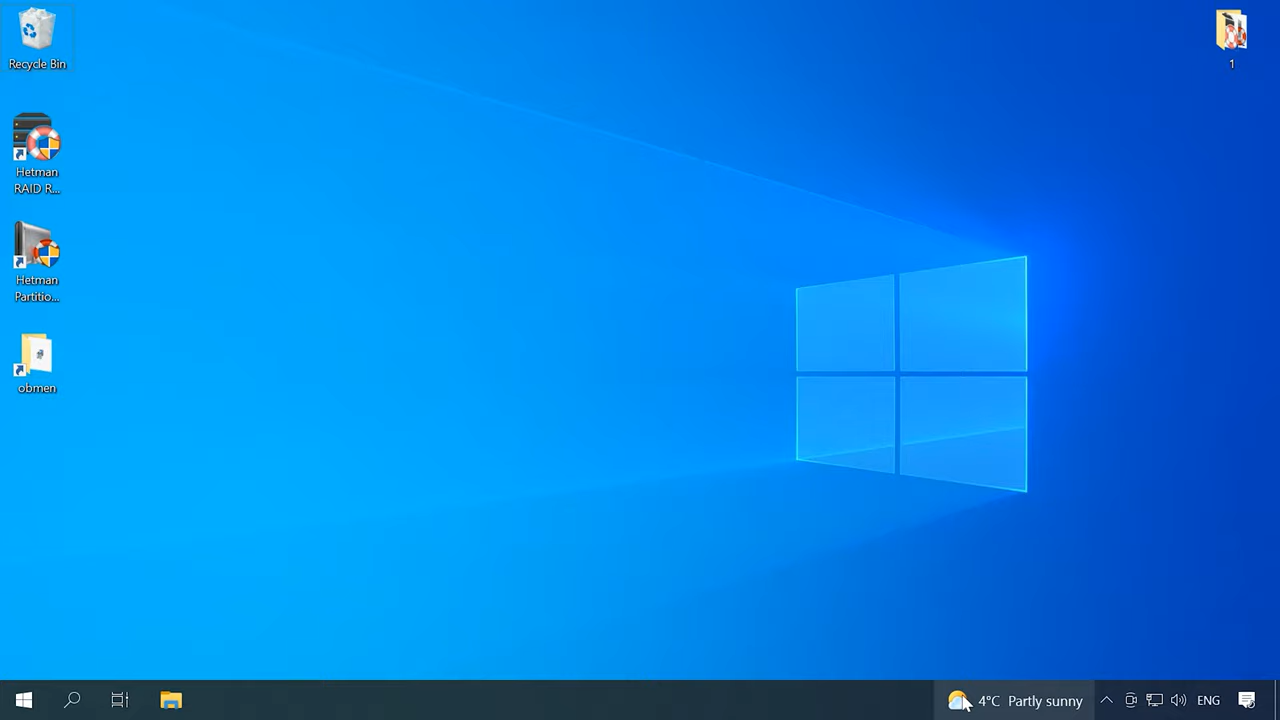 Recycle Bin
1
Hetman
RAID R...
Hetman
Partitio...
obmen
4°C Partly sunny
ENG